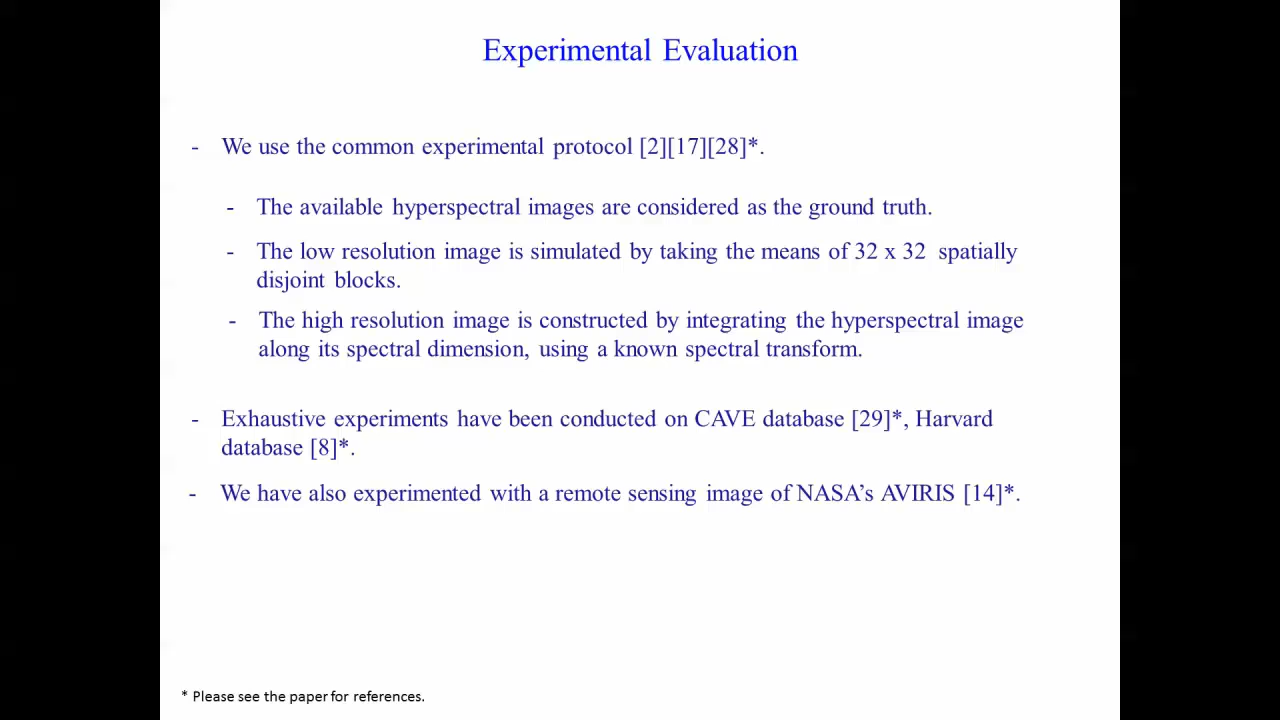 Experimental Evaluation
- We use the common experimental protocol [2][17][28]*.
- The available hyperspectral images are considered as the ground truth.
- The low resolution image is simulated by taking the means of 32 x 32 spatially
disjoint blocks.
- The high resolution image is constructed by integrating the hyperspectral image
along its spectral dimension, using a known spectral transform.
- Exhaustive experiments have been conducted on CAVE database [29]*, Harvard
database [8]*.
- We have also experimented with a remote sensing image of NASA’s AVIRIS [14]*.
* Please see the paper for references.